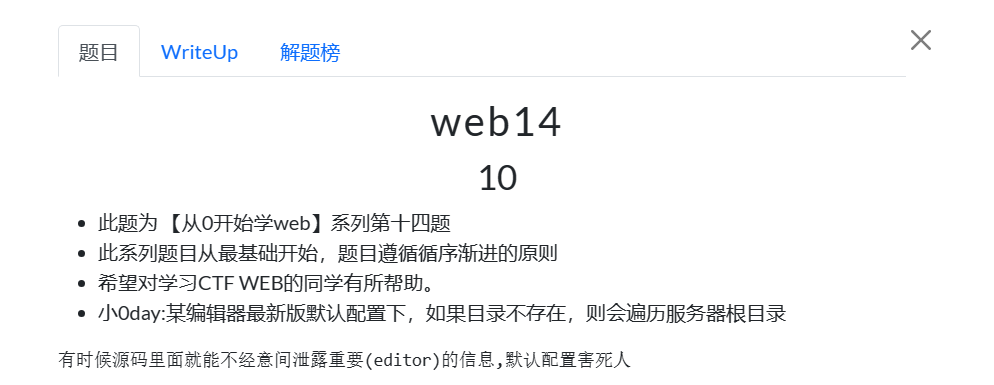 题目 WriteUp 解题榜
web14
10
此题为 【从0开始学web】系列第十四题
此系列题目从最基础开始，题目遵循循序渐进的原则
希望对学习CTF WEB的同学有所帮助。
小0day:某编辑器最新版默认配置下，如果目录不存在，则会遍历服务器根目录
有时候源码里面就能不经意间泄露重要(editor)的信息,默认配置害死人